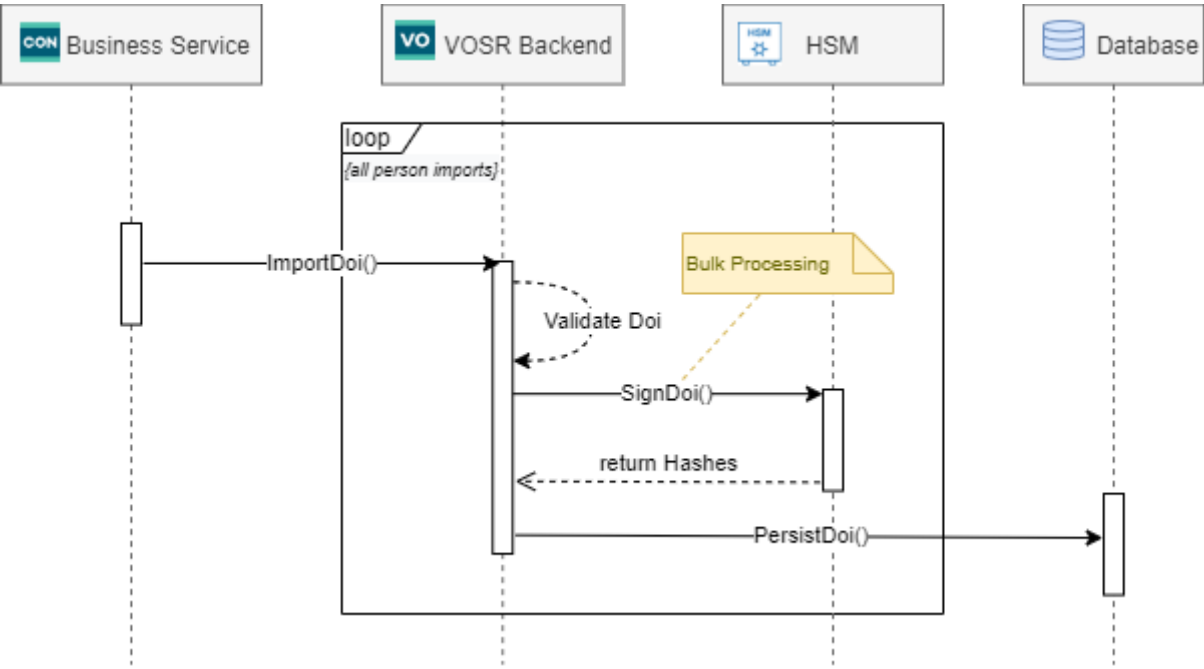 CON Business Service
VO VOSR Backend
HSM HSM
Database
loop
{all person imports}
ImportDoi()
Bulk Processing
Validate Doi
SignDoi()
return Hashes
PersistDoi()